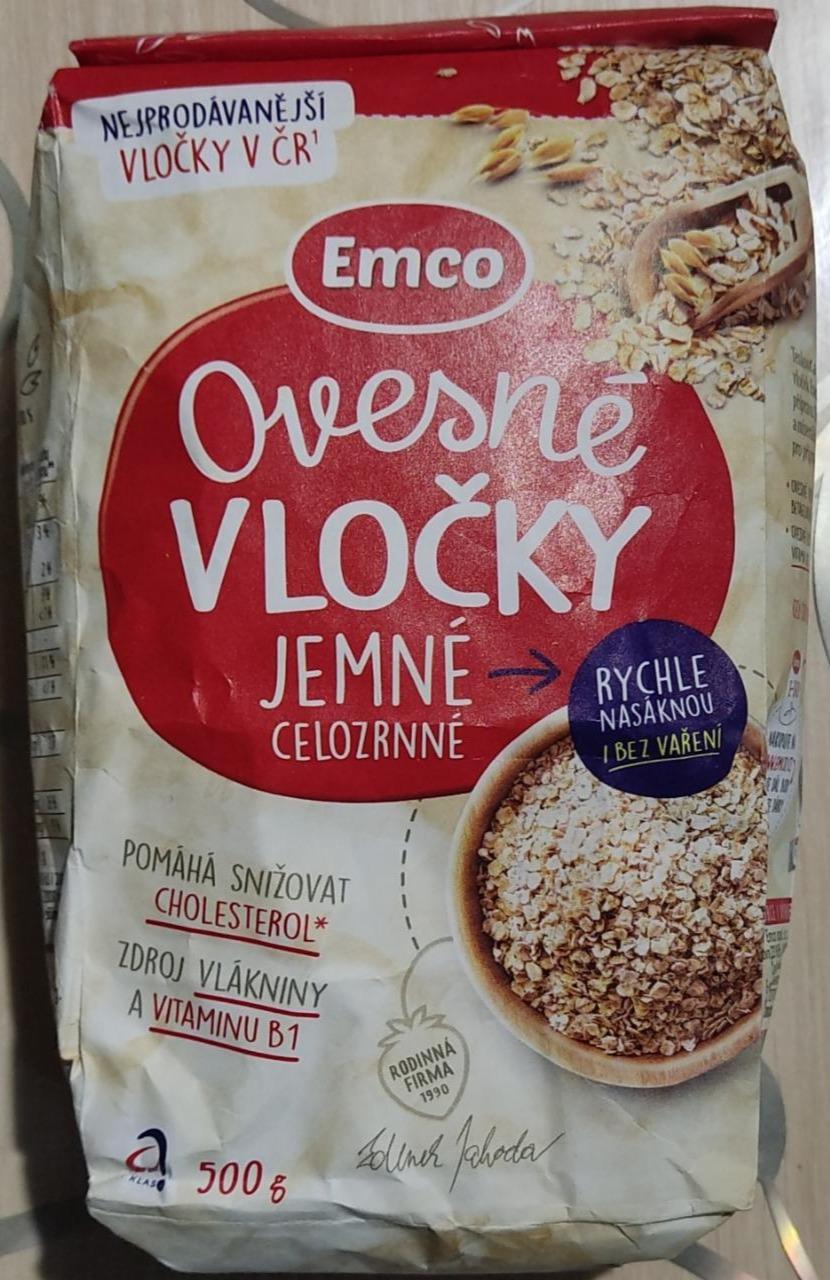 NEJPRODÁVANĚJŠÍ
VLOČKY V ČR¹
Emco
Ovesné
VLOČKY
JEMNÉ
CELOZRNNÉ
RYCHLE
NASÁKNOU
I BEZ VAŘENÍ
POMÁHÁ SNIŽOVAT
CHOLESTEROL*
ZDROJ VLÁKNINY
A VITAMINU B1
RODINNÁ
FIRMA
1990
Zdenek Jahoda
KLASA
500 g